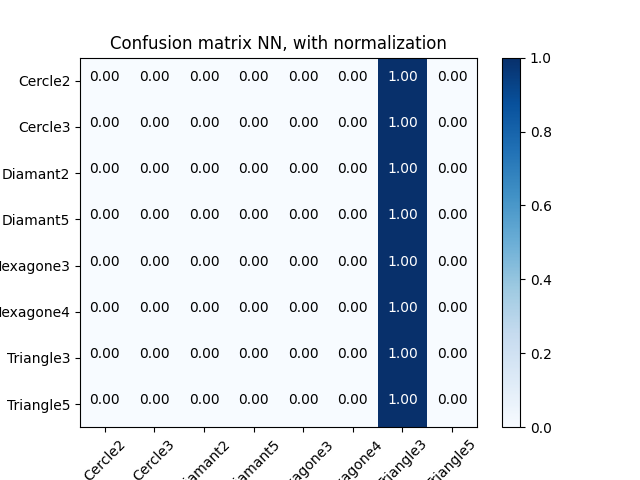 Confusion matrix NN, with normalization
Cercle2 0.00 0.00 0.00 0.00 0.00 0.00 1.00 0.00
Cercle3 0.00 0.00 0.00 0.00 0.00 0.00 1.00 0.00
Diamant2 0.00 0.00 0.00 0.00 0.00 0.00 1.00 0.00
Diamant5 0.00 0.00 0.00 0.00 0.00 0.00 1.00 0.00
exagone3 0.00 0.00 0.00 0.00 0.00 0.00 1.00 0.00
exagone4 0.00 0.00 0.00 0.00 0.00 0.00 1.00 0.00
Triangle3 0.00 0.00 0.00 0.00 0.00 0.00 1.00 0.00
Triangle5 0.00 0.00 0.00 0.00 0.00 0.00 1.00 0.00
Cercle2 Cercle3 iamant2 iamant5 xagone3 xagone4 riangle3 riangle5
1.0
0.8
0.6
0.4
0.2
0.0